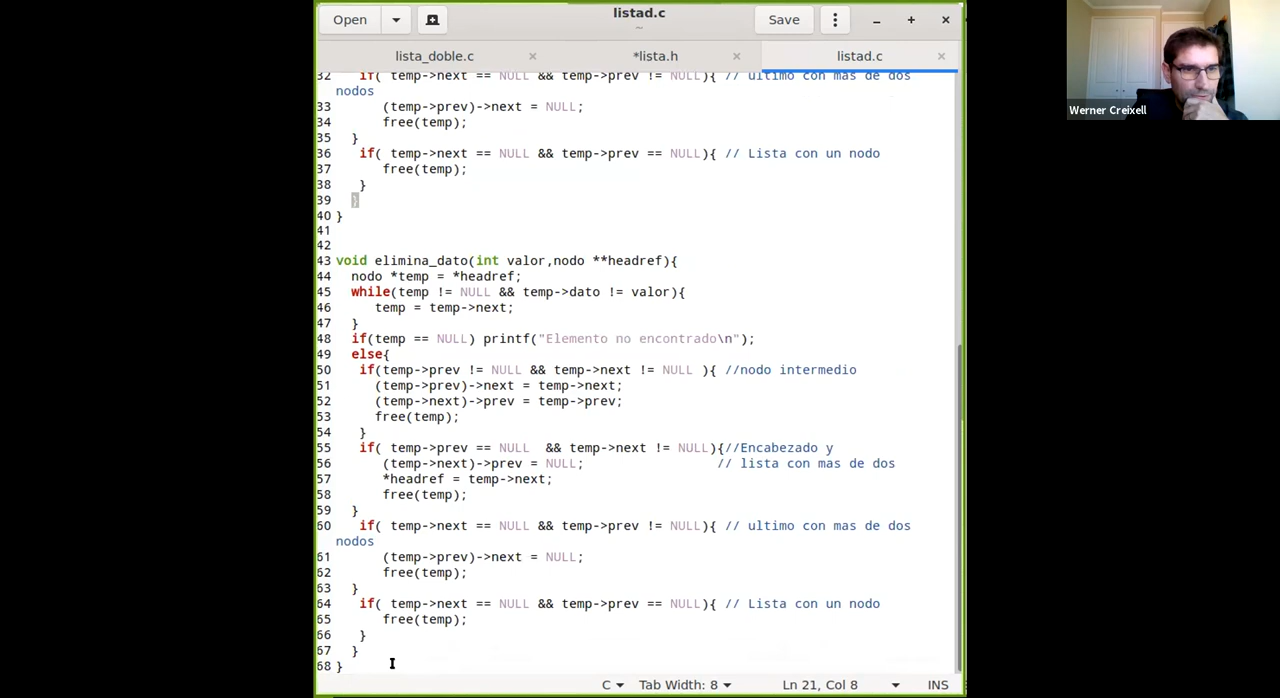 Open
listad.c
~
Save
lista_doble.c
*lista.h
listad.c
32 if( temp->next == NULL && temp->prev != NULL){ // ultimo con mas de dos
nodos
33 (temp->prev)->next = NULL;
34 free(temp);
35 }
36 if( temp->next == NULL && temp->prev == NULL){ // Lista con un nodo
37 free(temp);
38 }
39 }
40 }
41
42
43 void elimina_dato(int valor,nodo **headref){
44 nodo *temp = *headref;
45 while(temp != NULL && temp->dato != valor){
46 temp = temp->next;
47 }
48 if(temp == NULL) printf("Elemento no encontrado\n");
49 else{
50 if(temp->prev != NULL && temp->next != NULL ){ //nodo intermedio
51 (temp->prev)->next = temp->next;
52 (temp->next)->prev = temp->prev;
53 free(temp);
54 }
55 if( temp->prev == NULL && temp->next != NULL){//Encabezado y
56 (temp->next)->prev = NULL; // lista con mas de dos
57 *headref = temp->next;
58 free(temp);
59 }
60 if( temp->next == NULL && temp->prev != NULL){ // ultimo con mas de dos
nodos
61 (temp->prev)->next = NULL;
62 free(temp);
63 }
64 if( temp->next == NULL && temp->prev == NULL){ // Lista con un nodo
65 free(temp);
66 }
67 }
68 }
C Tab Width: 8 Ln 21, Col 8 INS
Werner Creixell